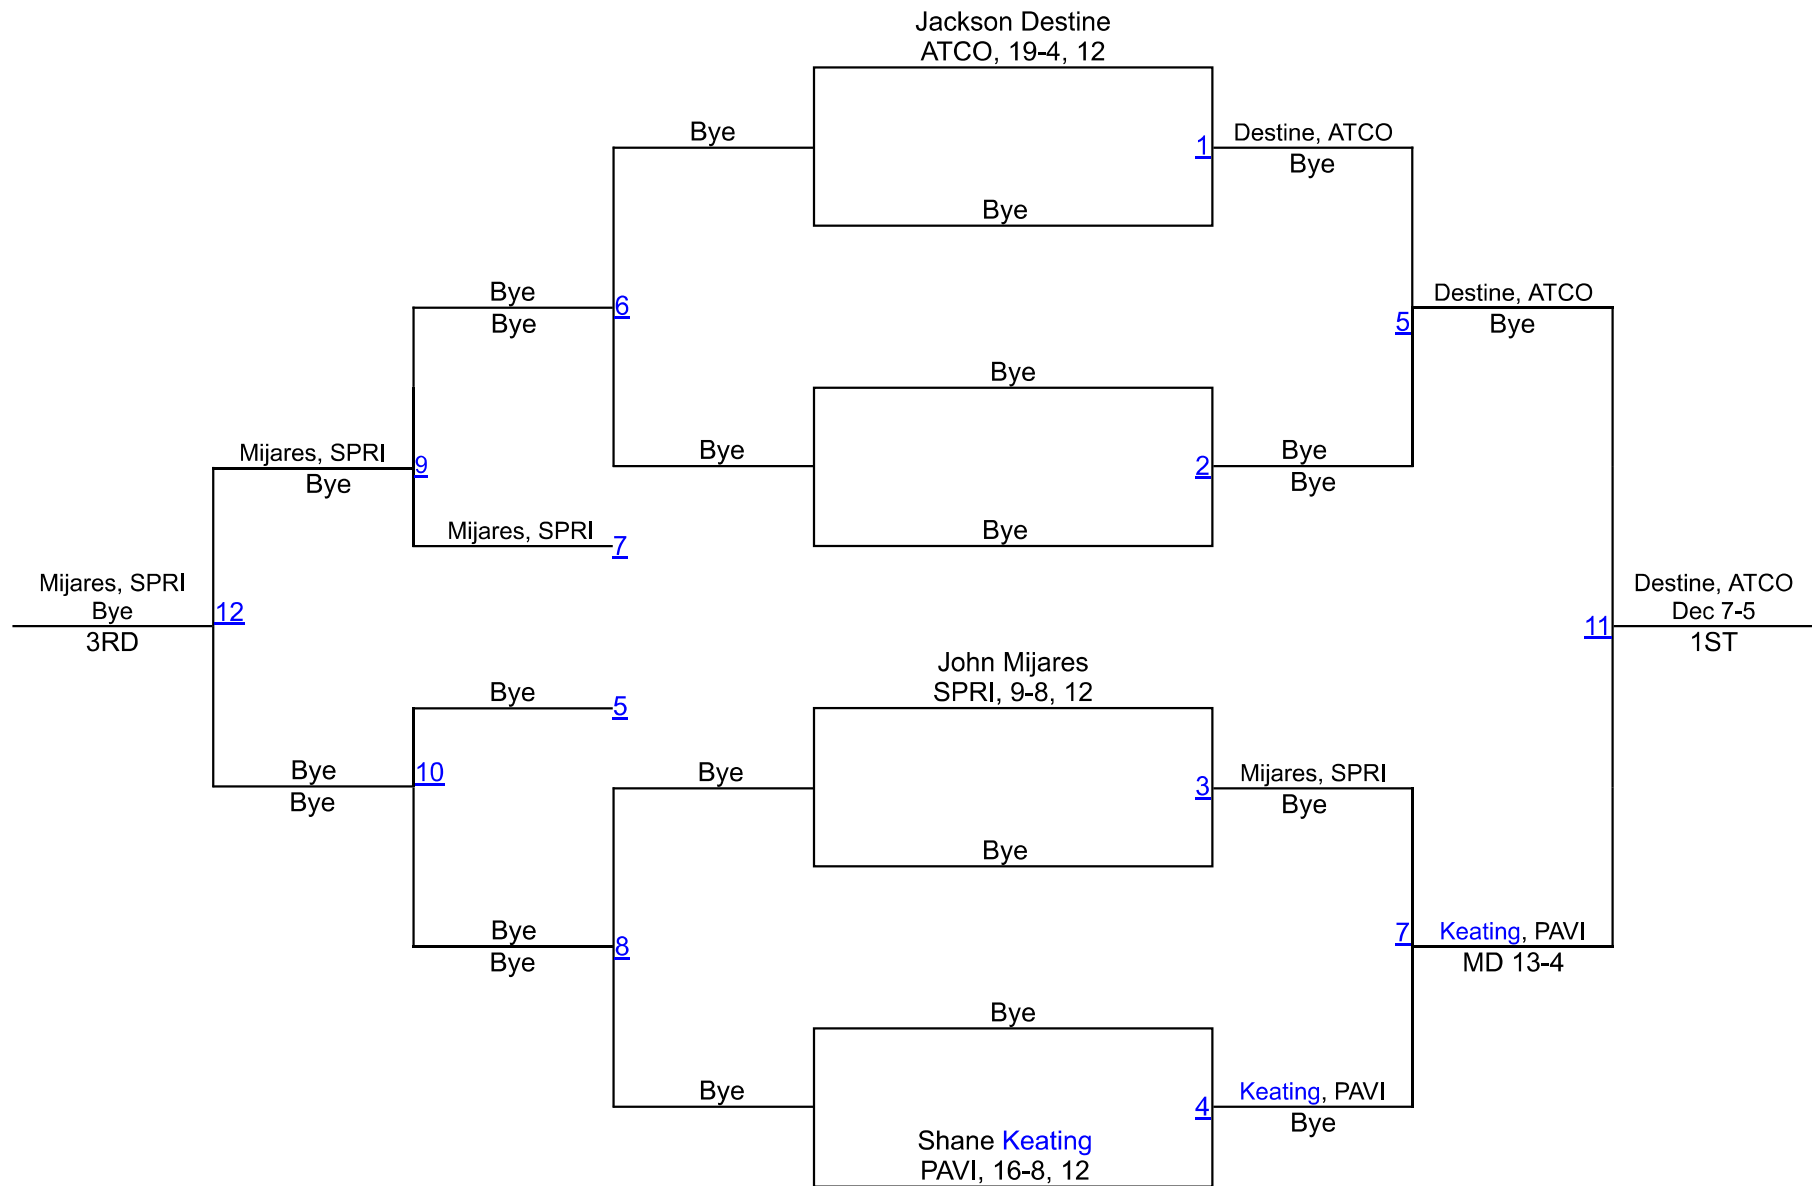 Jackson Destine
ATCO, 19-4, 12
Bye
1
Destine, ATCO
Bye
Bye
Bye
Bye
6
Destine, ATCO
5
Bye
Bye
Mijares, SPRI
9
Bye
Bye
2
Bye
Bye
Mijares, SPRI
7
Bye
Mijares, SPRI
Bye
12
3RD
Destine, ATCO
Dec 7-5
11
1ST
John Mijares
SPRI, 9-8, 12
Bye
5
Bye
10
Bye
Bye
3
Mijares, SPRI
Bye
Bye
Bye
8
Bye
7
Keating, PAVI
MD 13-4
Bye
Bye
4
Keating, PAVI
Bye
Shane Keating
PAVI, 16-8, 12